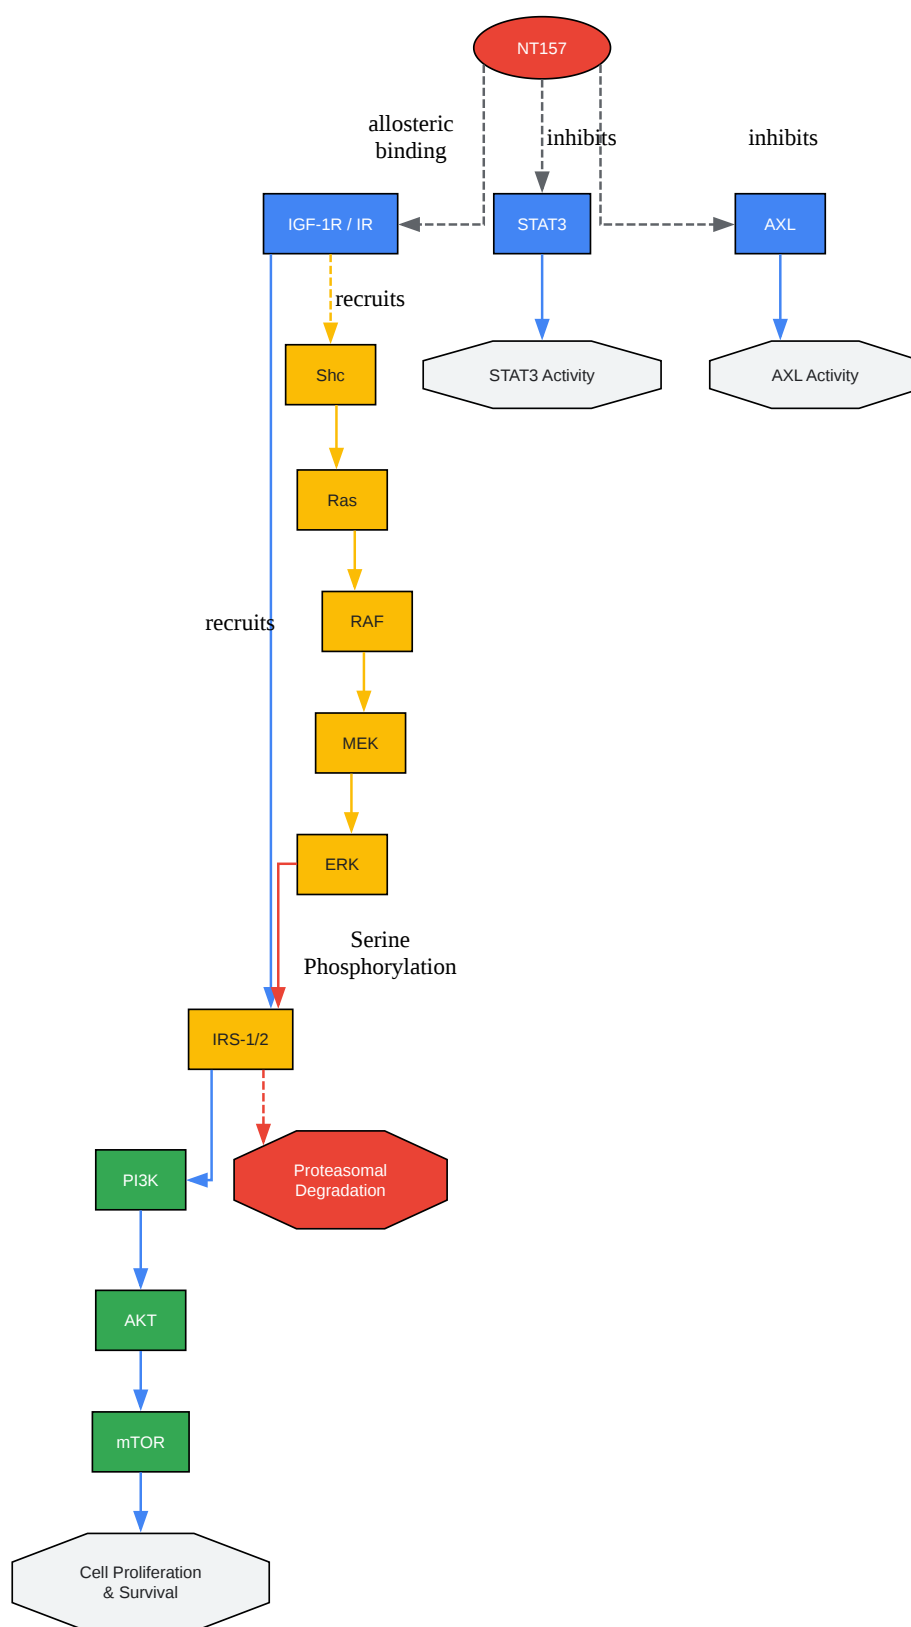 NT157
allosteric
binding
inhibits
inhibits
IGF-1R / IR
STAT3
AXL
recruits
Shc
STAT3 Activity
AXL Activity
Ras
recruits
RAF
MEK
ERK
Serine
Phosphorylation
IRS-1/2
PI3K
Proteasomal
Degradation
AKT
mTOR
Cell Proliferation
& Survival